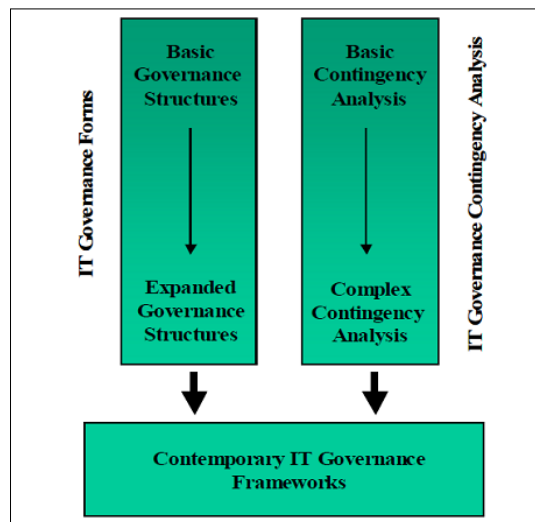 IT Governance Forms
Basic
Governance
Structures
Expanded
Governance
Structures
Basic
Contingency
Analysis
Complex
Contingency
Analysis
IT Governance Contingency Analysis
Contemporary IT Governance
Frameworks